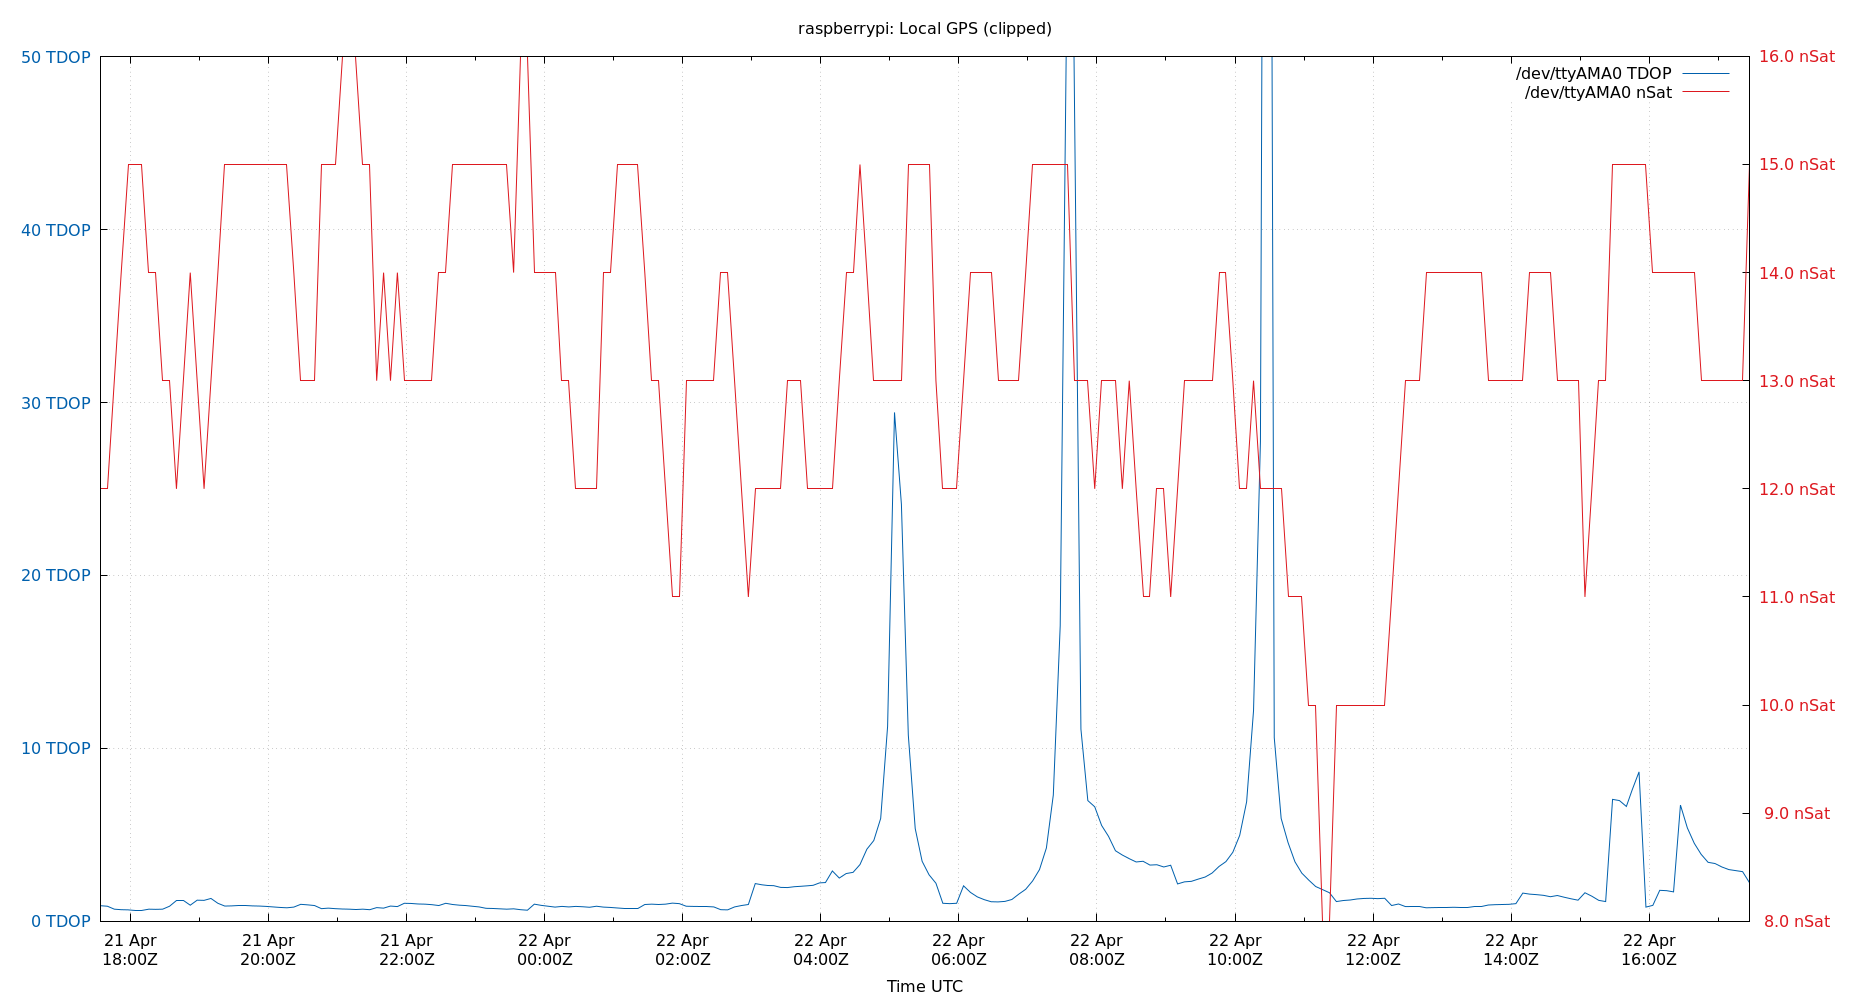 raspberrypi: Local GPS (clipped)
50 TDOP
40 TDOP
30 TDOP
20 TDOP
10 TDOP
0 TDOP
16.0 nSat
15.0 nSat
14.0 nSat
13.0 nSat
12.0 nSat
11.0 nSat
10.0 nSat
9.0 nSat
8.0 nSat
/dev/ttyAMA0 TDOP
/dev/ttyAMA0 nSat
21 Apr 21 Apr 21 Apr 22 Apr 22 Apr 22 Apr 22 Apr 22 Apr 22 Apr 22 Apr 22 Apr 22 Apr
18:00Z 20:00Z 22:00Z 00:00Z 02:00Z 04:00Z 06:00Z 08:00Z 10:00Z 12:00Z 14:00Z 16:00Z
Time UTC